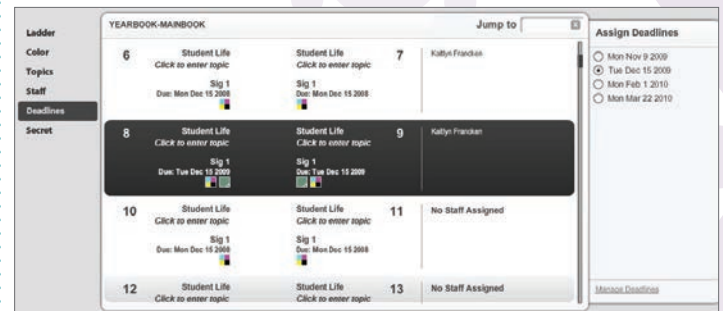 Ladder
Color
Topics
Staff
Deadlines
Secret
YEARBOOK-MAINBOOK
Jump to
6 Student Life Student Life 7 Kaitlyn Francken
Click to enter topic Click to enter topic
Sig 1 Sig 1
Due: Mon Dec 15 2008 Due: Mon Dec 15 2008
8 Student Life Student Life 9 Kaitlyn Francken
Click to enter topic Click to enter topic
Sig 1 Sig 1
Due: Tue Dec 15 2009 Due: Tue Dec 15 2009
10 Student Life Student Life 11 No Staff Assigned
Click to enter topic Click to enter topic
Sig 1 Sig 1
Due: Mon Dec 15 2008 Due: Mon Dec 15 2008
12 Student Life Student Life 13 No Staff Assigned
Click to enter topic Click to enter topic
Assign Deadlines
Mon Nov 9 2009
Tue Dec 15 2009
Mon Feb 1 2010
Mon Mar 22 2010
Manage Deadlines